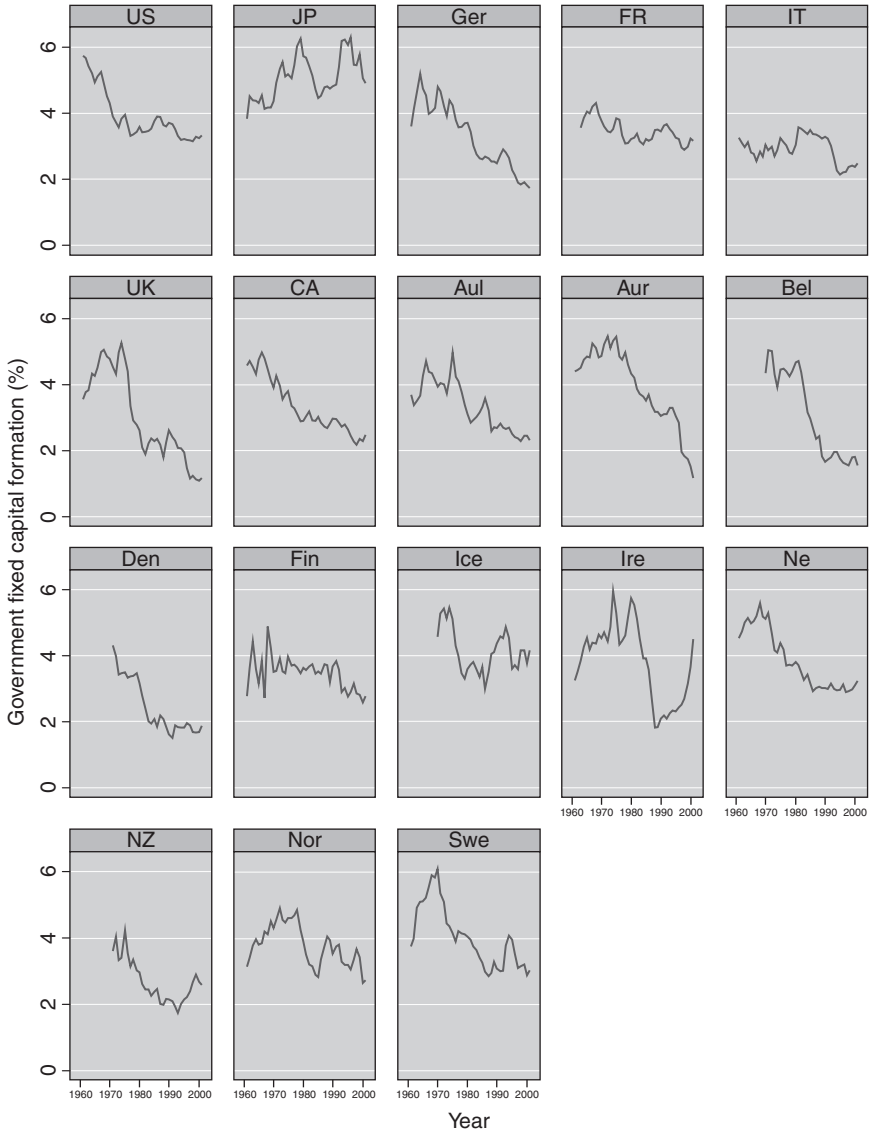 US JP Ger FR IT
6
4
2
0
UK CA Aul Aur Bel
6
4
2
0
Government fixed capital formation (%)
Den Fin Ice Ire Ne
6
4
2
0
1960 1970 1980 1990 2000 1960 1970 1980 1990 2000
NZ Nor Swe
6
4
2
0
1960 1970 1980 1990 2000 1960 1970 1980 1990 2000 1960 1970 1980 1990 2000
Year